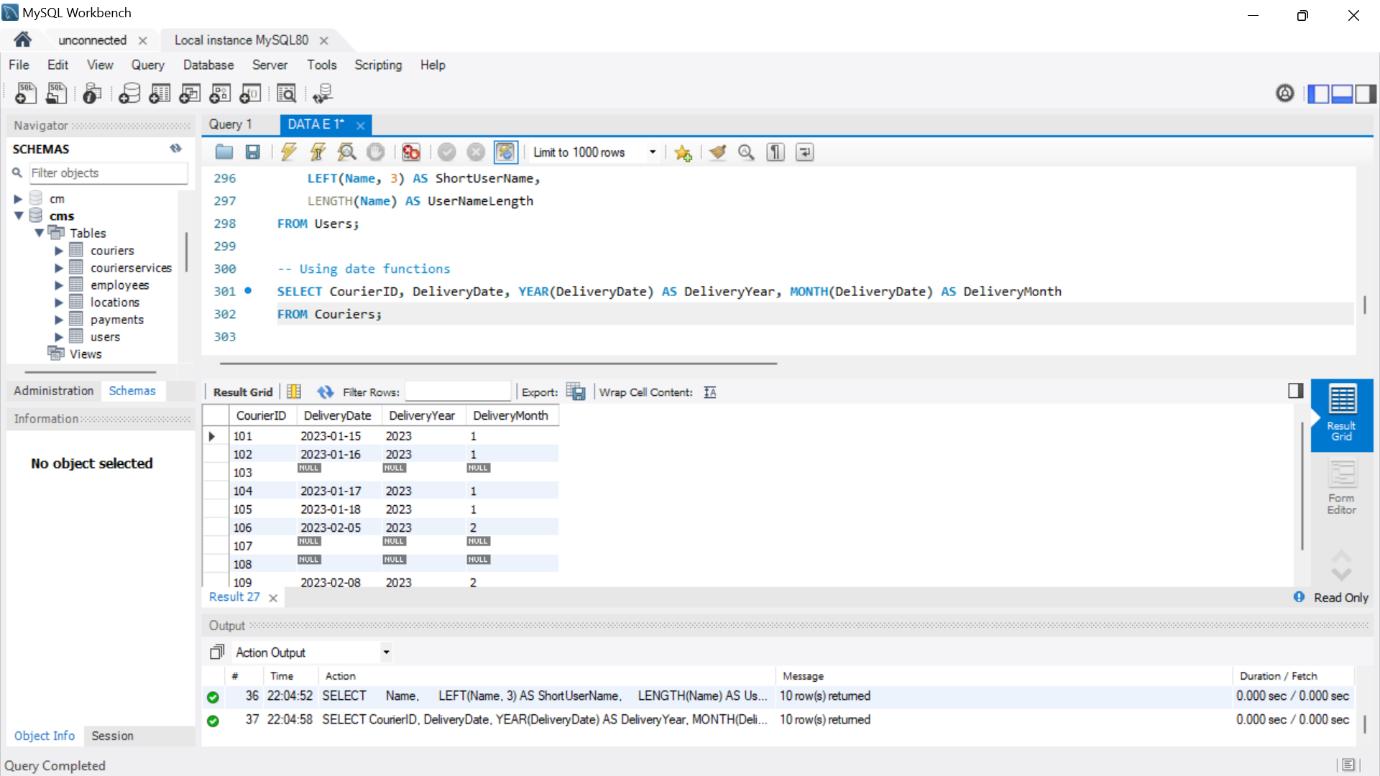 MySQL Workbench
unconnected
Local instance MySQL80
File Edit View Query Database Server Tools Scripting Help
Navigator
SCHEMAS
Filter objects
cm
cms
Tables
couriers
courierservices
employees
locations
payments
users
Views
Administration Schemas
Information
No object selected
Object Info Session
Query 1
DATA E 1*
Limit to 1000 rows
296 LEFT(Name, 3) AS ShortUserName,
297 LENGTH(Name) AS UserNameLength
298 FROM Users;
299
300 -- Using date functions
301 SELECT CourierID, DeliveryDate, YEAR(DeliveryDate) AS DeliveryYear, MONTH(DeliveryDate) AS DeliveryMonth
302 FROM Couriers;
303
Result Grid Filter Rows: Export: Wrap Cell Content:
CourierID DeliveryDate DeliveryYear DeliveryMonth
101 2023-01-15 2023 1
102 2023-01-16 2023 1
103 NULL NULL NULL
104 2023-01-17 2023 1
105 2023-01-18 2023 1
106 2023-02-05 2023 2
107 NULL NULL NULL
108 NULL NULL NULL
109 2023-02-08 2023 2
Result
Grid
Form
Editor
Result 27
Read Only
Output
Action Output
# Time Action Message Duration / Fetch
36 22:04:52 SELECT Name, LEFT(Name, 3) AS ShortUserName, LENGTH(Name) AS Us... 10 row(s) returned 0.000 sec / 0.000 sec
37 22:04:58 SELECT CourierID, DeliveryDate, YEAR(DeliveryDate) AS DeliveryYear, MONTH(Deli... 10 row(s) returned 0.000 sec / 0.000 sec
Query Completed